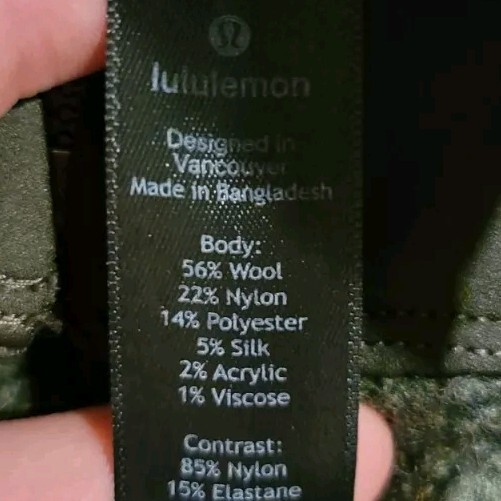 lululemon
Designed in
Vancouver
Made in Bangladesh
Body:
56% Wool
22% Nylon
14% Polyester
5% Silk
2% Acrylic
1% Viscose
Contrast:
85% Nylon
15% Elastane